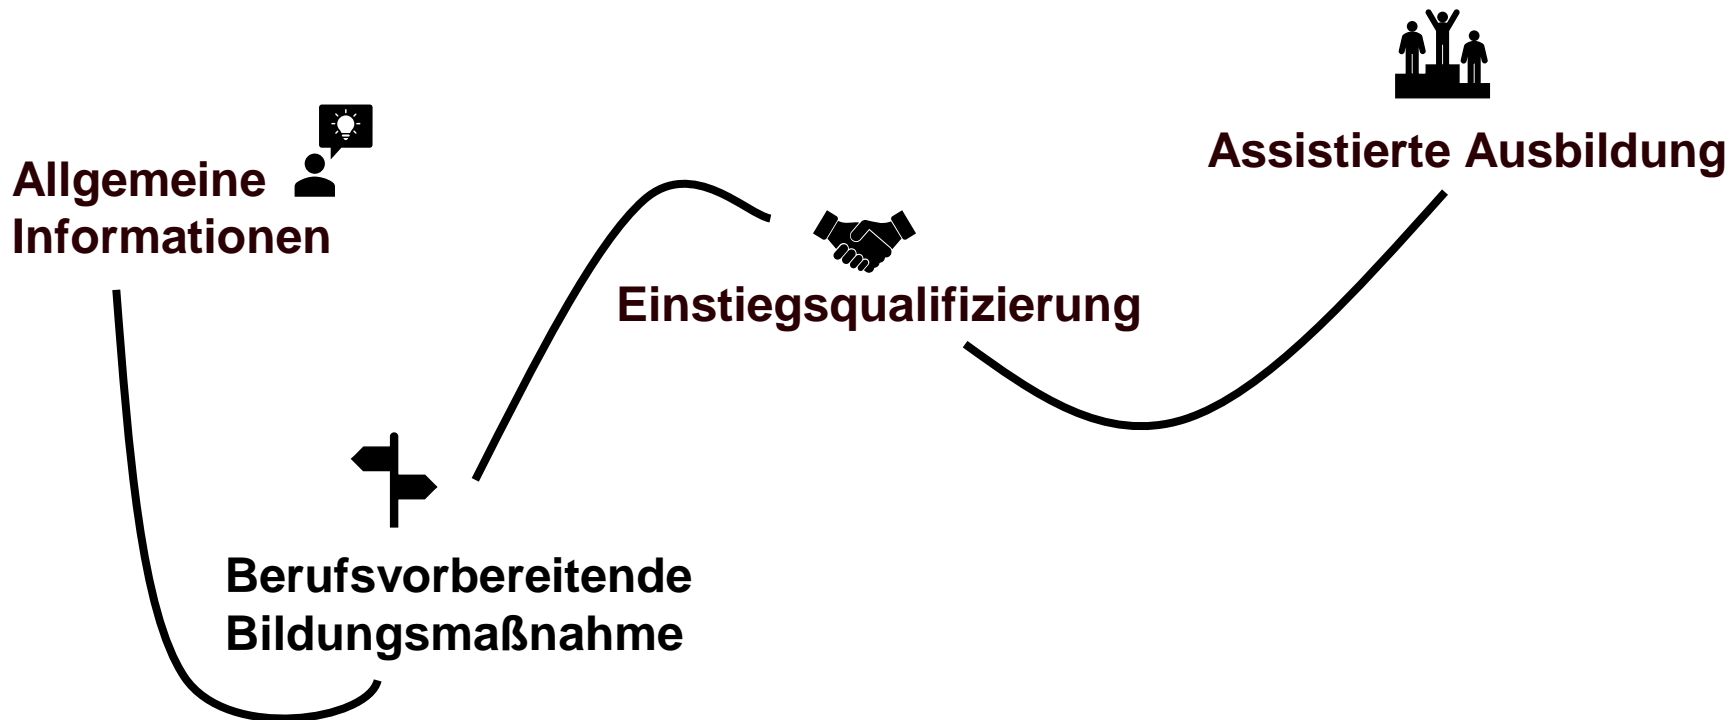 Allgemeine
Informationen
Berufsvorbereitende
Bildungsmaßnahme
Einstiegsqualifizierung
Assistierte Ausbildung